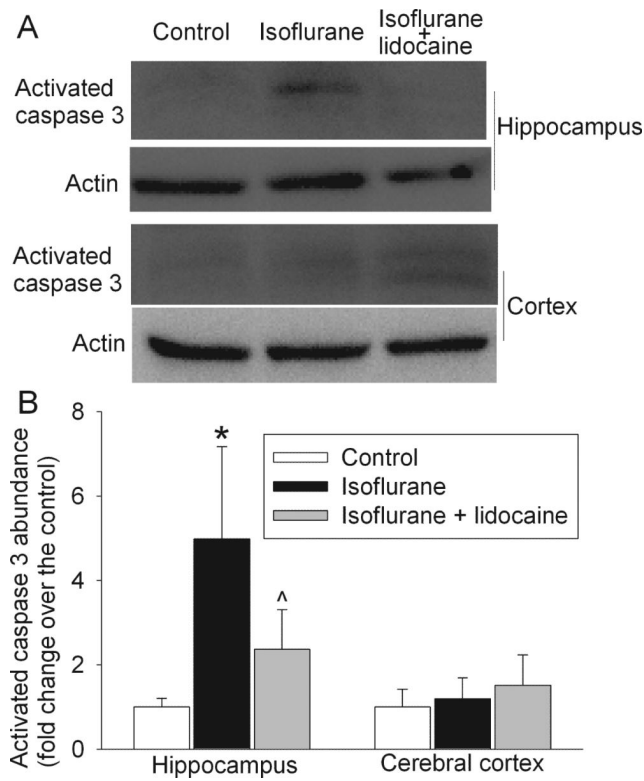 A
Control Isoflurane Isoflurane + lidocaine
Activated caspase 3
Hippocampus
Actin
Activated caspase 3
Cortex
Actin
B
Activated caspase 3 abundance
(fold change over the control)
8
6
4
2
0
*
^
Control
Isoflurane
Isoflurane + lidocaine
Hippocampus Cerebral cortex